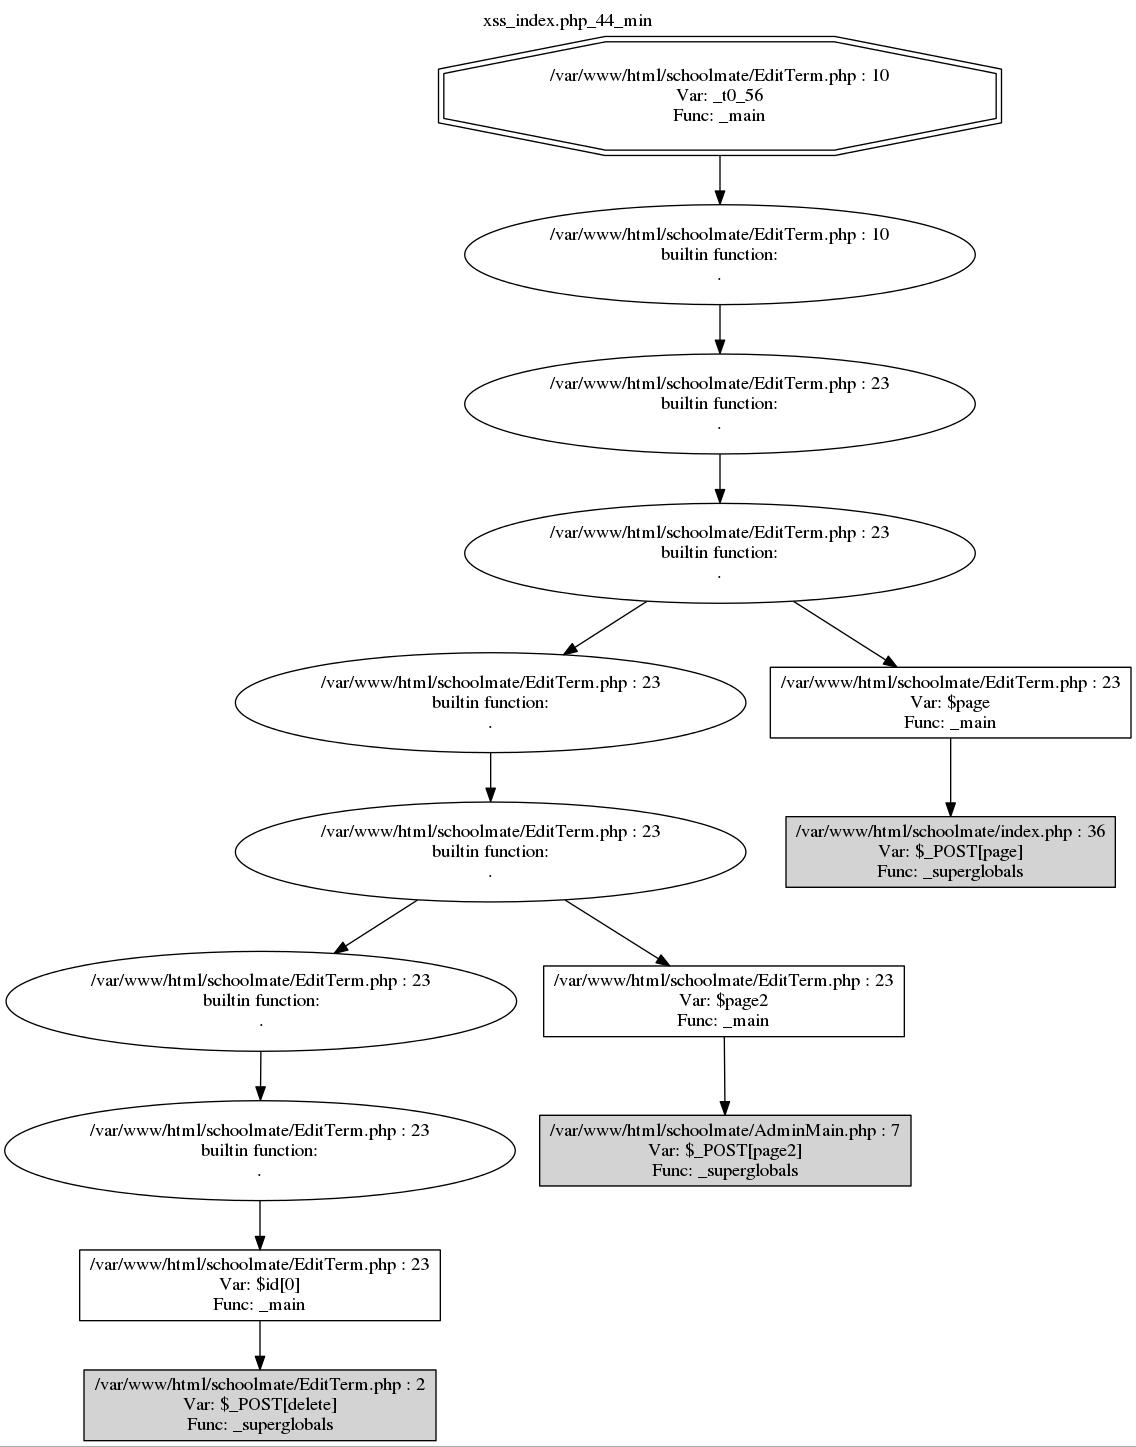 xss_index.php_44_min
/var/www/html/schoolmate/EditTerm.php : 10
Var: _t0_56
Func: _main
/var/www/html/schoolmate/EditTerm.php : 10
builtin function:
.
/var/www/html/schoolmate/EditTerm.php : 23
builtin function:
.
/var/www/html/schoolmate/EditTerm.php : 23
builtin function:
.
/var/www/html/schoolmate/EditTerm.php : 23
builtin function:
.
/var/www/html/schoolmate/EditTerm.php : 23
Var: $page
Func: _main
/var/www/html/schoolmate/EditTerm.php : 23
builtin function:
.
/var/www/html/schoolmate/index.php : 36
Var: $_POST[page]
Func: _superglobals
/var/www/html/schoolmate/EditTerm.php : 23
builtin function:
.
/var/www/html/schoolmate/EditTerm.php : 23
Var: $page2
Func: _main
/var/www/html/schoolmate/EditTerm.php : 23
builtin function:
.
/var/www/html/schoolmate/AdminMain.php : 7
Var: $_POST[page2]
Func: _superglobals
/var/www/html/schoolmate/EditTerm.php : 23
Var: $id[0]
Func: _main
/var/www/html/schoolmate/EditTerm.php : 2
Var: $_POST[delete]
Func: _superglobals